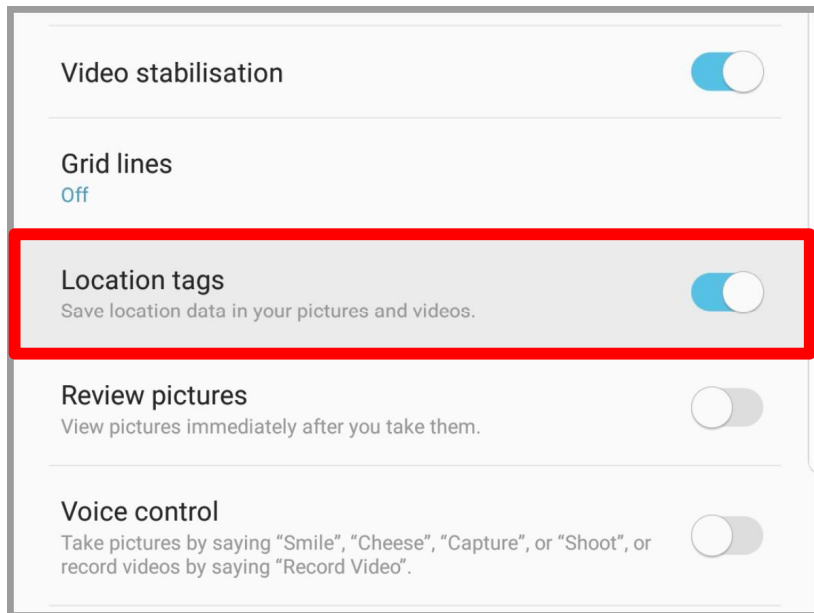 Video stabilisation
Grid lines
Off
Location tags
Save location data in your pictures and videos.
Review pictures
View pictures immediately after you take them.
Voice control
Take pictures by saying “Smile”, “Cheese”, “Capture”, or “Shoot”, or
record videos by saying “Record Video”.